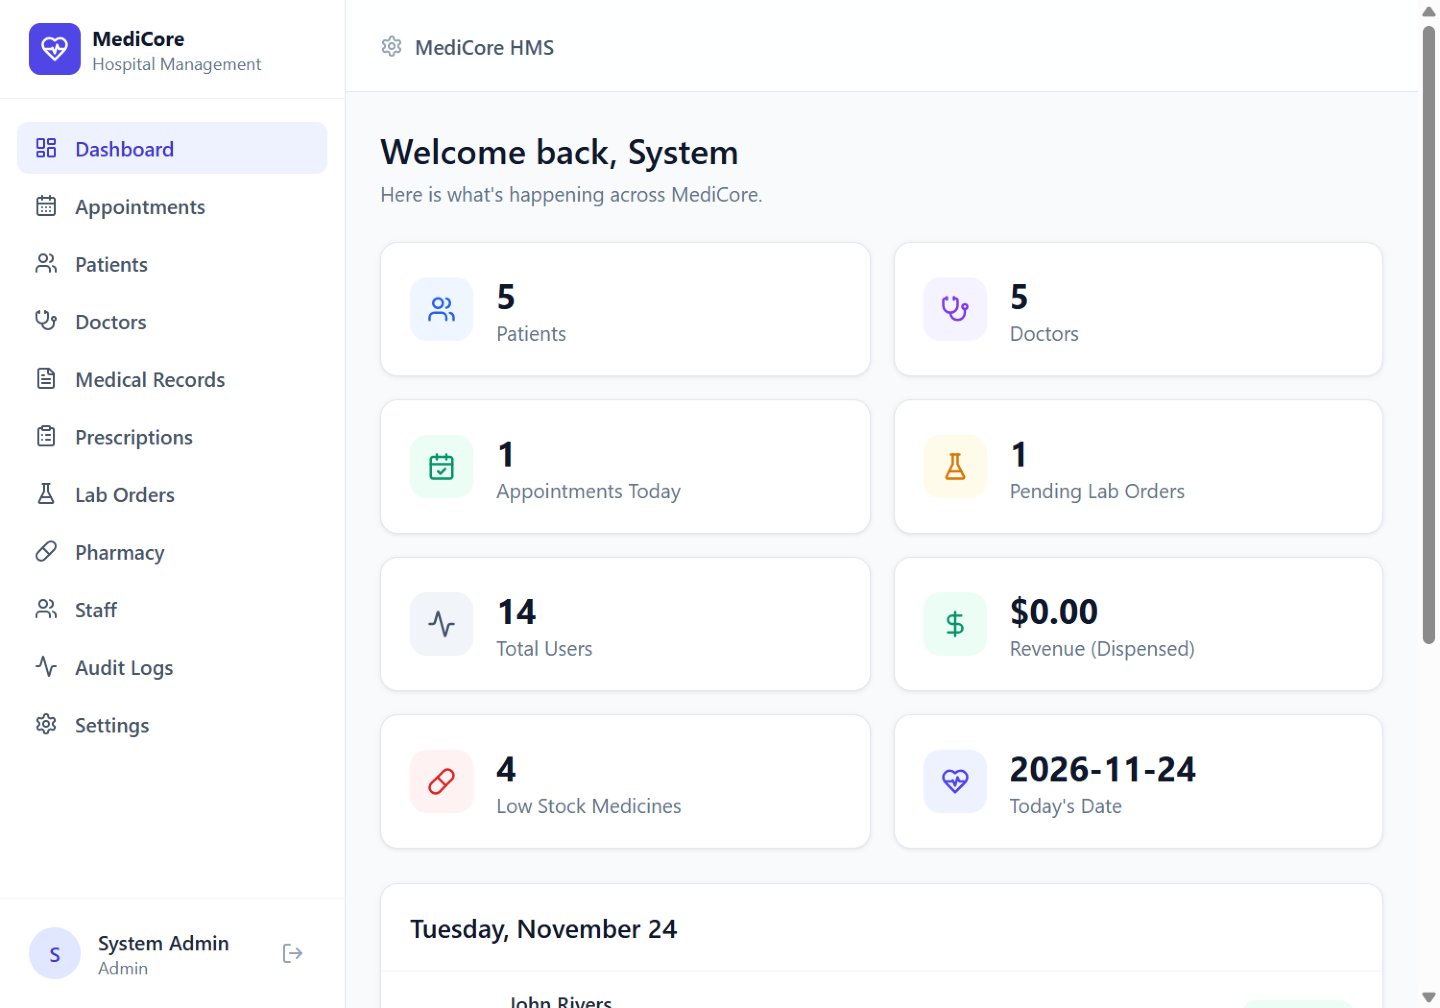 MediCore
Hospital Management
Dashboard
Appointments
Patients
Doctors
Medical Records
Prescriptions
Lab Orders
Pharmacy
Staff
Audit Logs
Settings
S
System Admin
Admin
MediCore HMS
Welcome back, System
Here is what's happening across MediCore.
5
Patients
5
Doctors
1
Appointments Today
1
Pending Lab Orders
14
Total Users
$0.00
Revenue (Dispensed)
4
Low Stock Medicines
2026-11-24
Today's Date
Tuesday, November 24
John Rivers